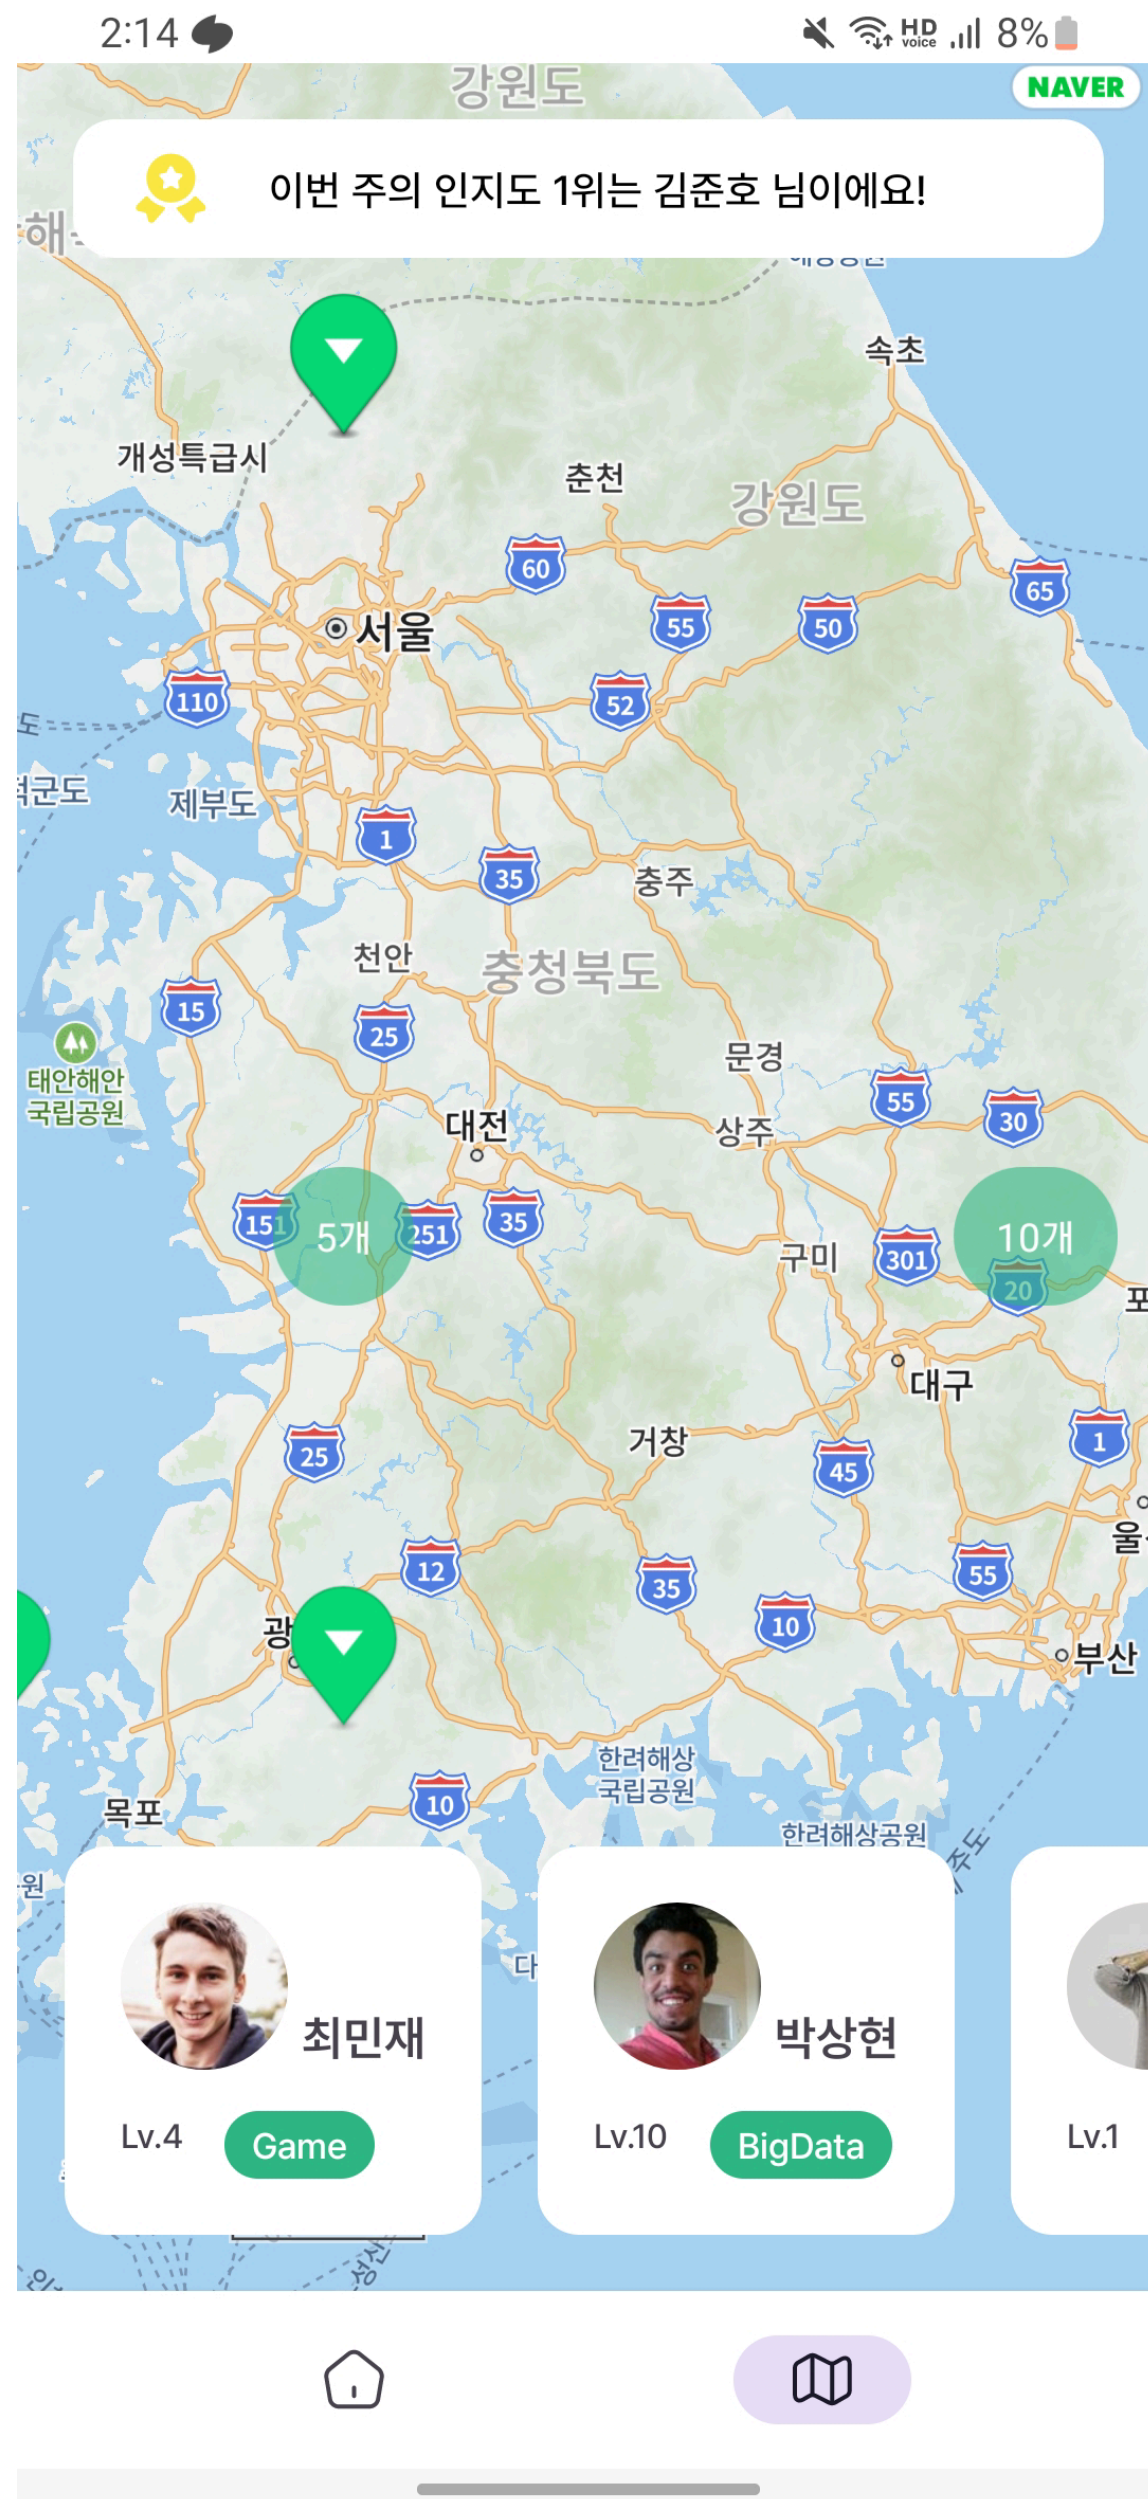 2:14
HD voice
8%
강원도
NAVER
이번 주의 인지도 1위는 김준호 님이에요!
속초
개성특급시
춘천
강원도
60
65
55
50
서울
52
110
제부도
1
35
충주
천안
충청북도
15
25
태안해안
국립공원
문경
55
30
대전
상주
151
5개
251
35
구미
301
10개
20
대구
거창
25
45
1
12
35
55
10
부산
한려해상
국립공원
목포
10
한려해상공원
최민재
박상현
Lv.4
Game
Lv.10
BigData
Lv.1